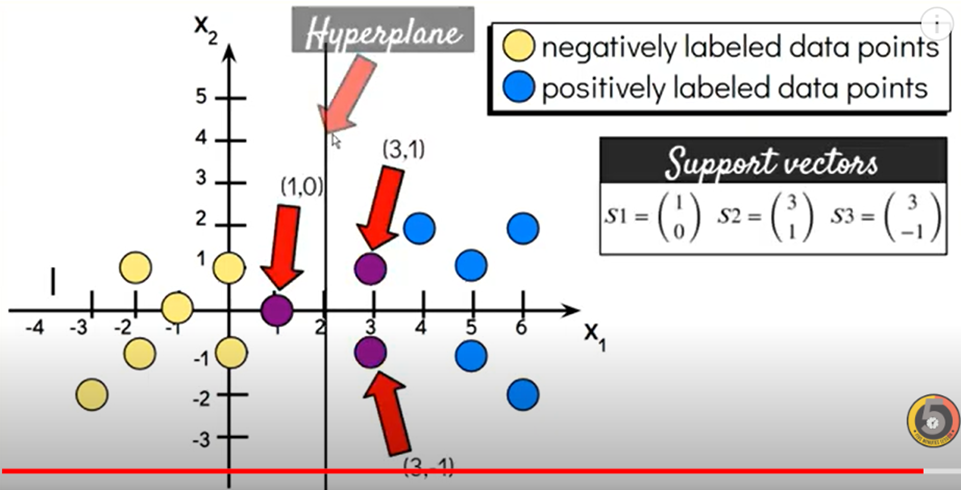 X2
Hyperplane
negatively labeled data points
positively labeled data points
i
5
4
3
2
1
(1,0)
(3,1)
Support vectors
S1 = ( 1 0 ) S2 = ( 3 1 ) S3 = ( 3 -1 )
-4 -3 -2 -1 1 2 3 4 5 6
X1
-1
-2
-3
(3,-1)
5